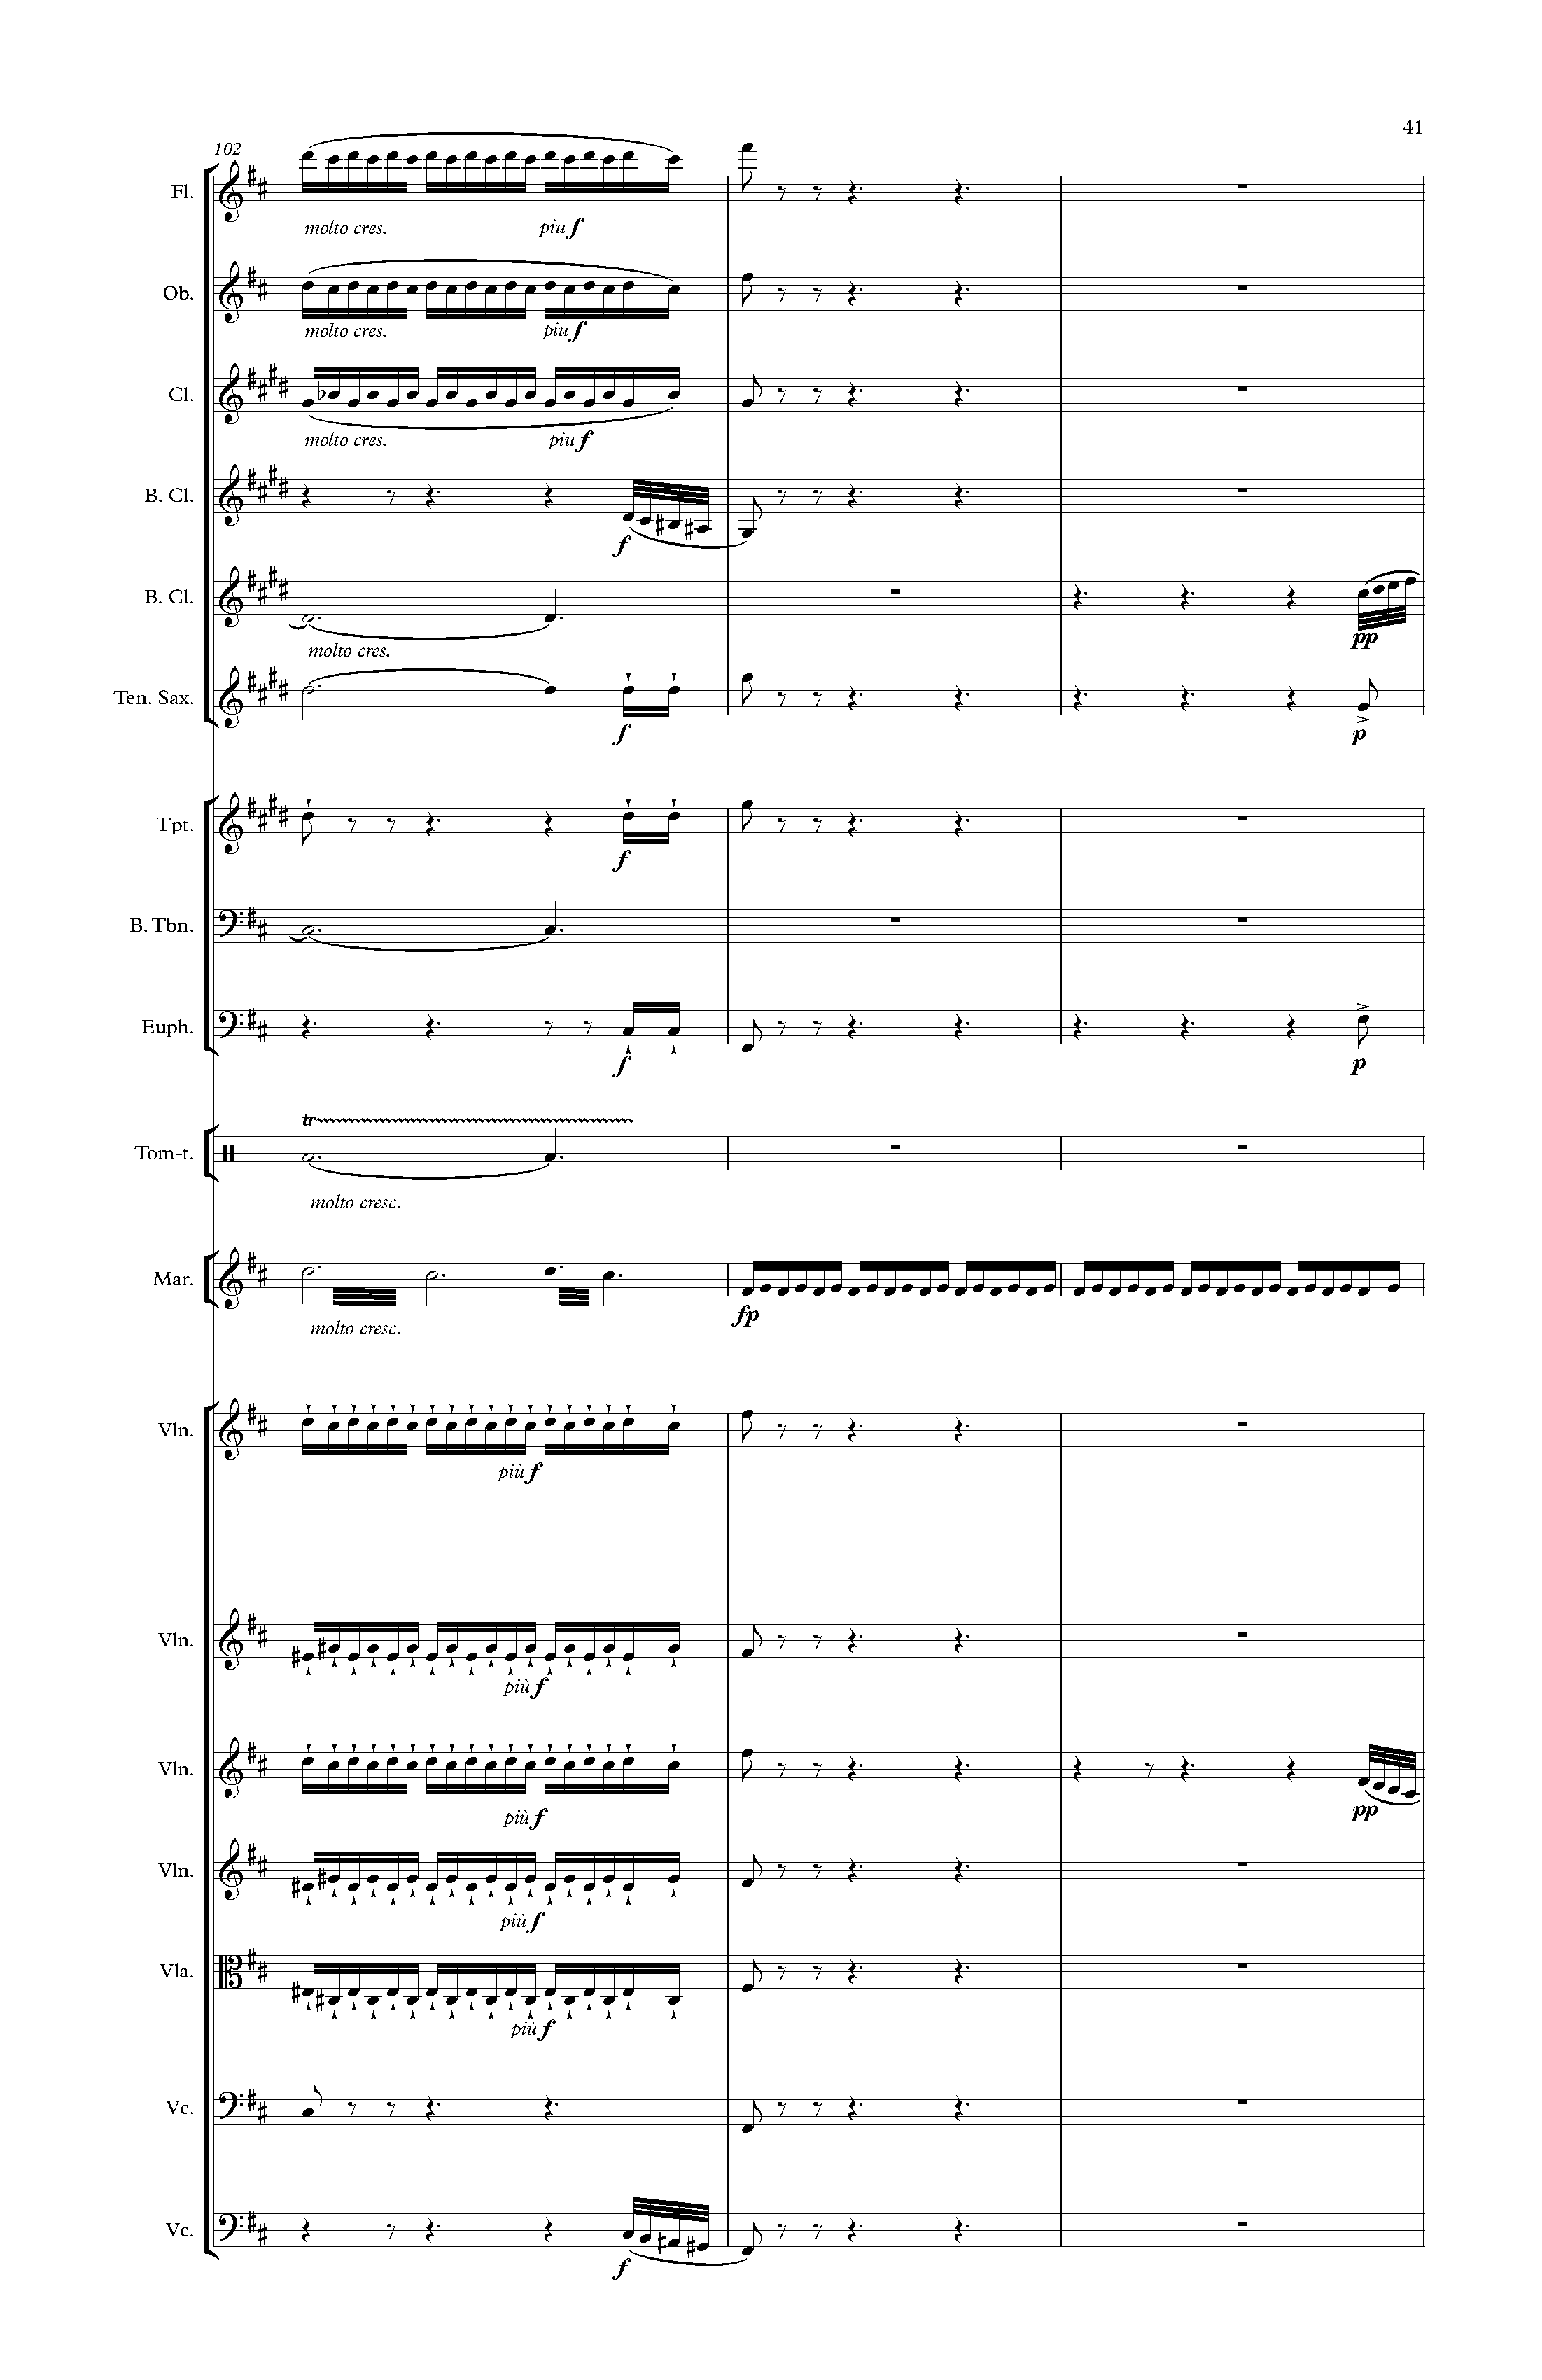 41
102
Fl.
molto cres. piu f
Ob.
molto cres. piu f
Cl.
molto cres. piu f
B. Cl.
f
B. Cl.
molto cres. pp
Ten. Sax.
f p
Tpt.
f
B. Tbn.
Euph.
f p
tr
Tom-t.
molto cresc.
Mar.
molto cresc. fp
Vln.
più f
Vln.
più f
Vln.
più f pp
Vln.
più f
Vla.
più f
Vc.
Vc.
f